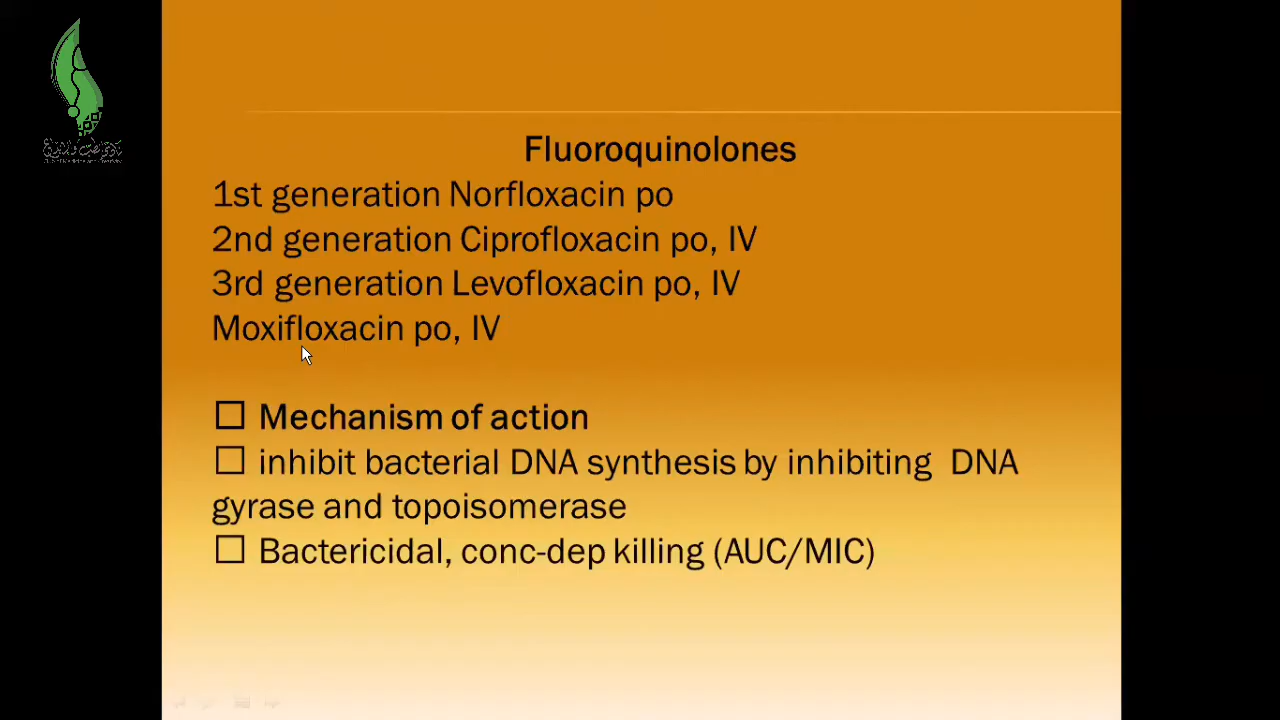 Fluoroquinolones
1st generation Norfloxacin po
2nd generation Ciprofloxacin po, IV
3rd generation Levofloxacin po, IV
Moxifloxacin po, IV
☐ Mechanism of action
☐ inhibit bacterial DNA synthesis by inhibiting DNA
gyrase and topoisomerase
☐ Bactericidal, conc-dep killing (AUC/MIC)